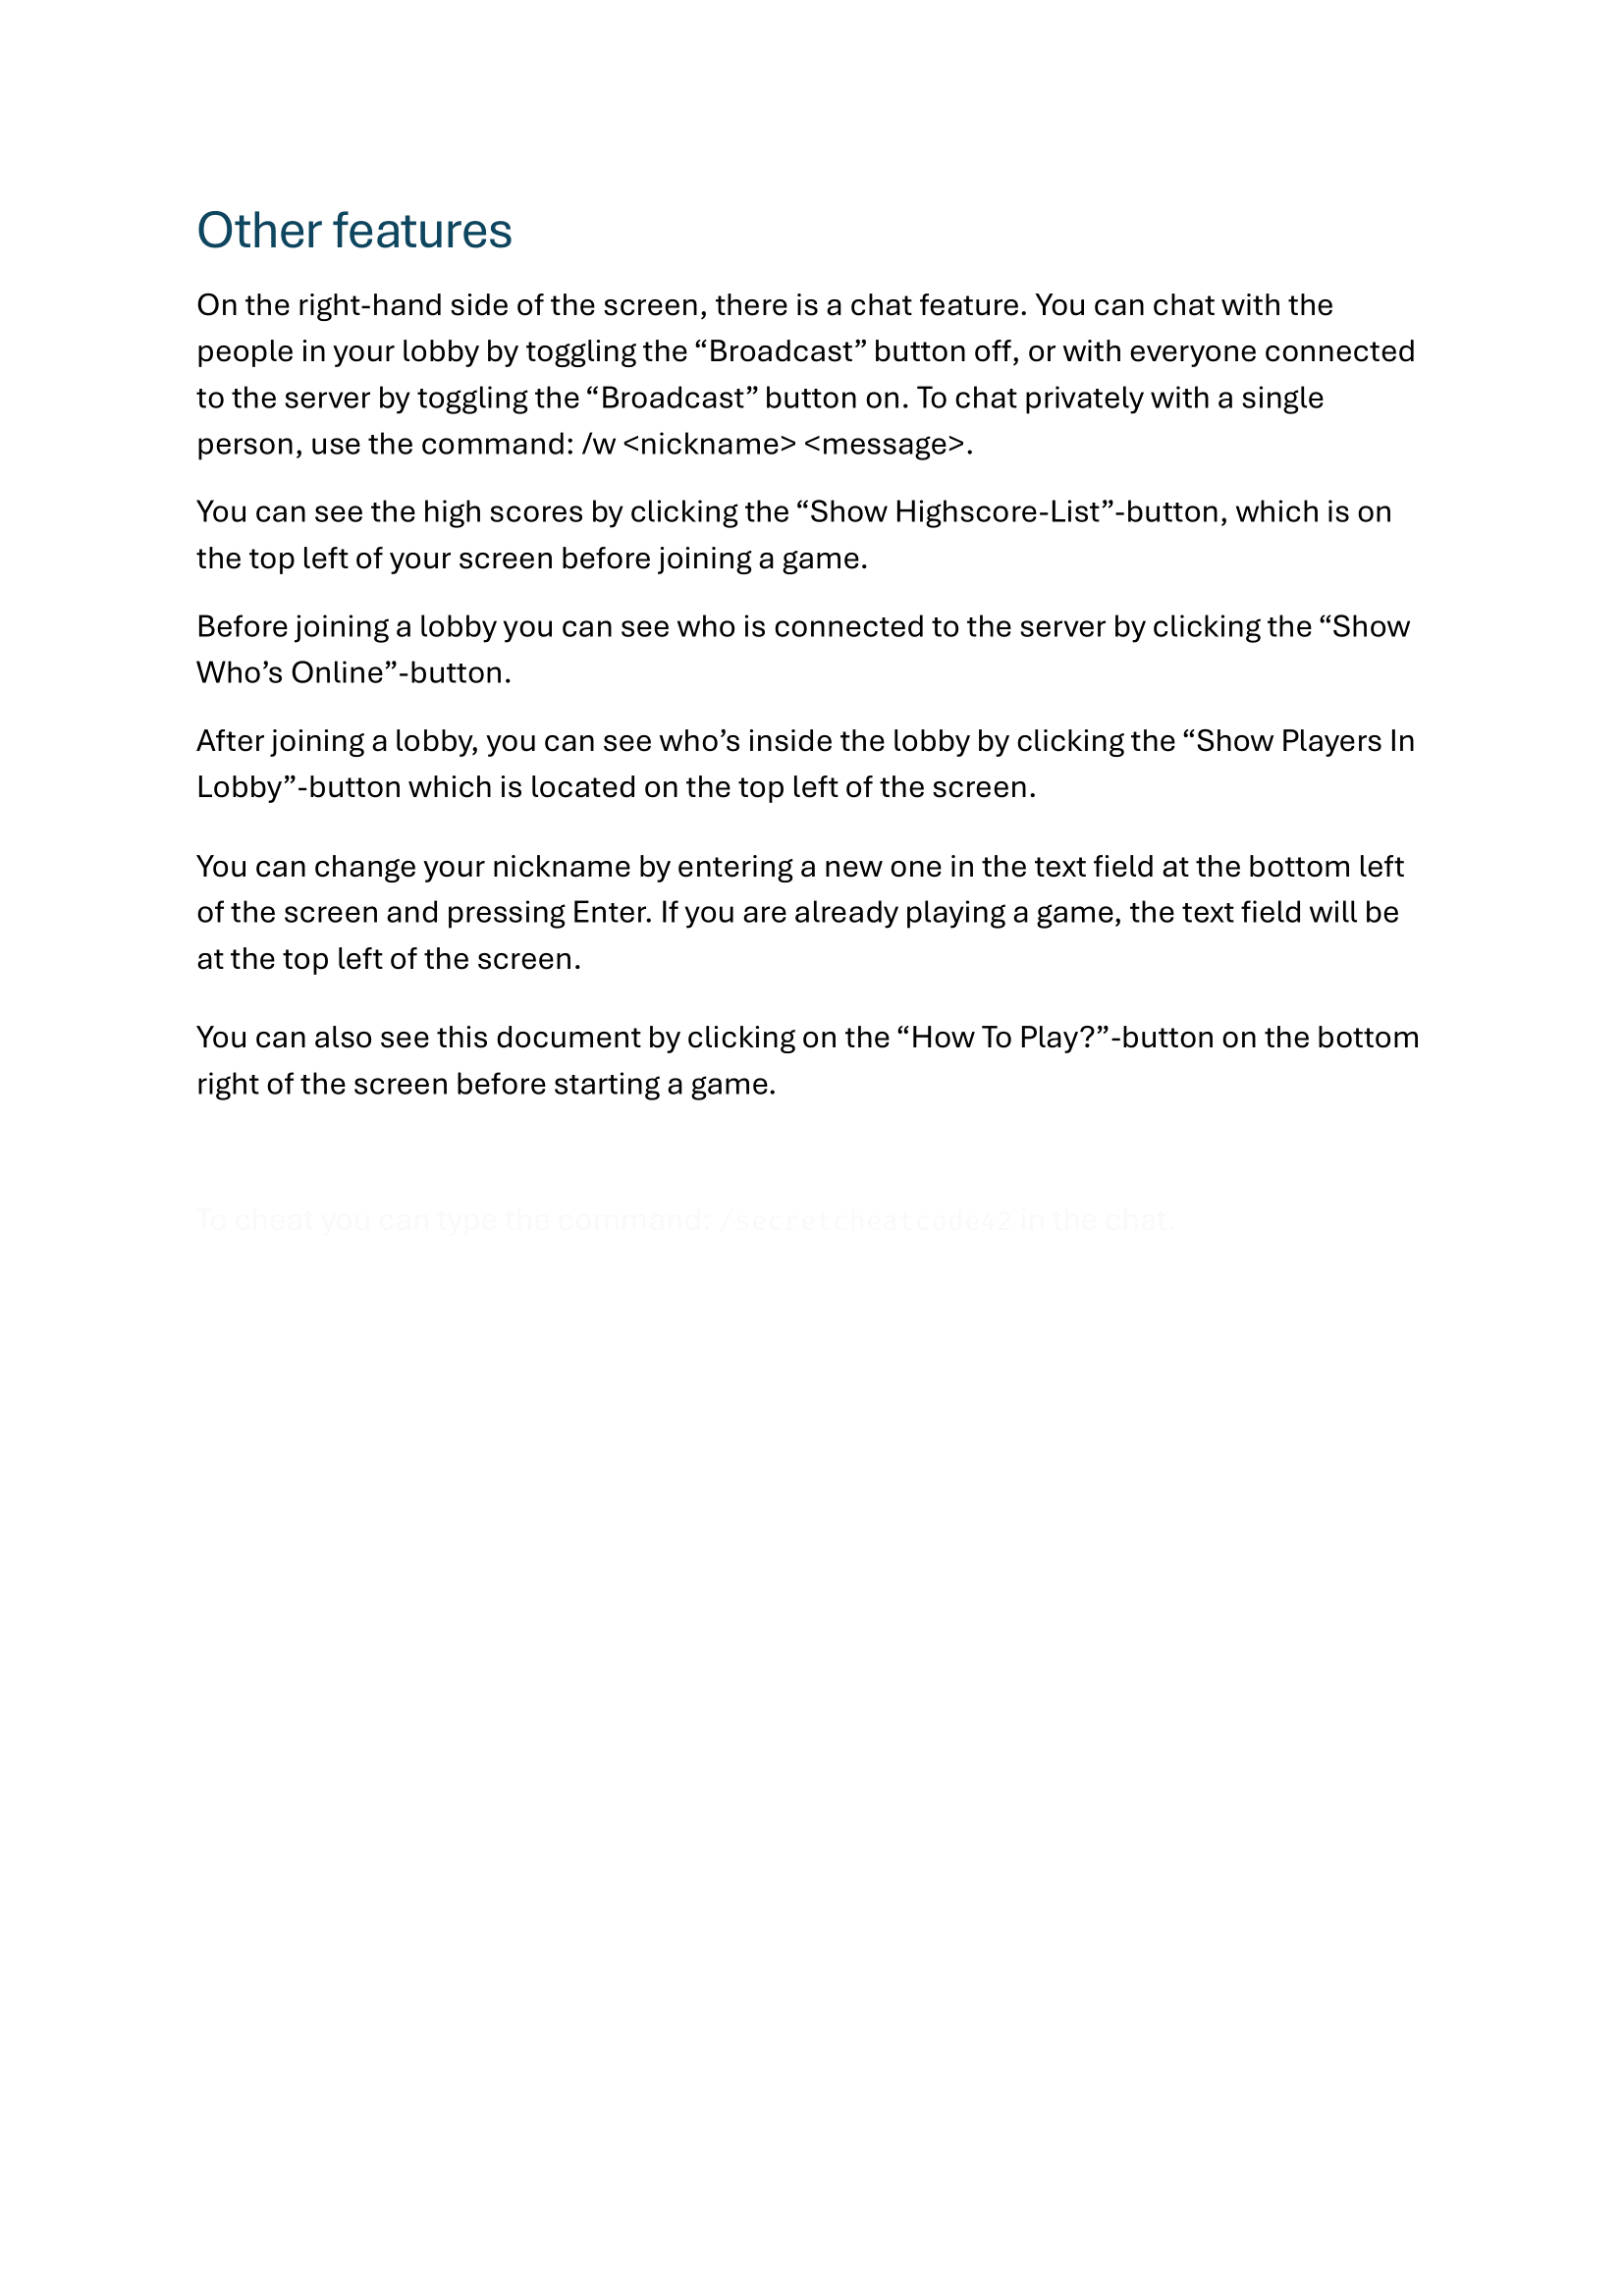 Other features
On the right-hand side of the screen, there is a chat feature. You can chat with the
people in your lobby by toggling the “Broadcast” button off, or with everyone connected
to the server by toggling the “Broadcast” button on. To chat privately with a single
person, use the command: /w <nickname> <message>.
You can see the high scores by clicking the “Show Highscore-List”-button, which is on
the top left of your screen before joining a game.
Before joining a lobby you can see who is connected to the server by clicking the “Show
Who’s Online”-button.
After joining a lobby, you can see who’s inside the lobby by clicking the “Show Players In
Lobby”-button which is located on the top left of the screen.
You can change your nickname by entering a new one in the text field at the bottom left
of the screen and pressing Enter. If you are already playing a game, the text field will be
at the top left of the screen.
You can also see this document by clicking on the “How To Play?”-button on the bottom
right of the screen before starting a game.
To cheat you can type the command: /secretcheatcode42 in the chat.